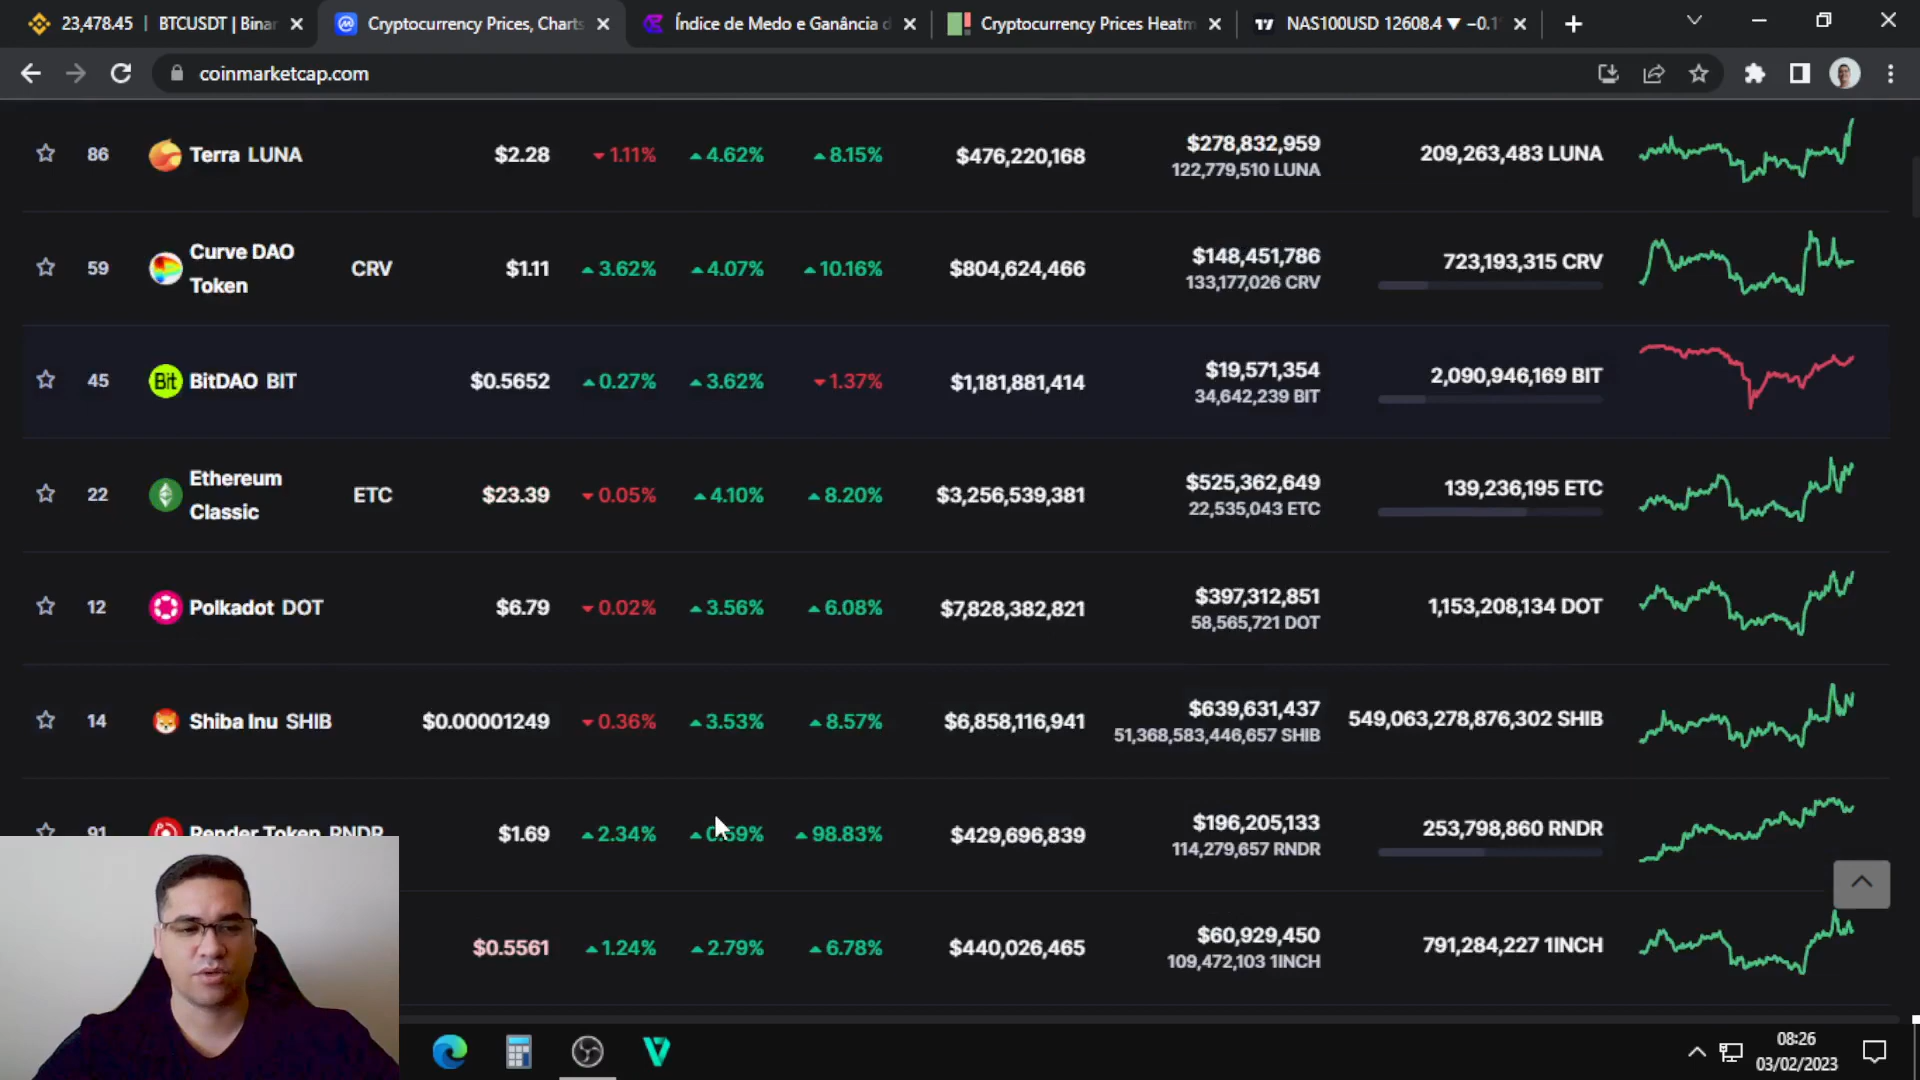 23,478.45 | BTCUSDT | Binan
Cryptocurrency Prices, Charts
Índice de Medo e Ganância d
Cryptocurrency Prices Heatm
NAS100USD 12608.4 ▼ −0.1
coinmarketcap.com
86 Terra LUNA $2.28 1.11% 4.62% 8.15% $476,220,168 $278,832,959 209,263,483 LUNA
122,779,510 LUNA
59 Curve DAO Token CRV $1.11 3.62% 4.07% 10.16% $804,624,466 $148,451,786 723,193,315 CRV
133,177,026 CRV
45 Bit BitDAO BIT $0.5652 0.27% 3.62% 1.37% $1,181,881,414 $19,571,354 2,090,946,169 BIT
34,642,239 BIT
22 Ethereum Classic ETC $23.39 0.05% 4.10% 8.20% $3,256,539,381 $525,362,649 139,236,195 ETC
22,535,043 ETC
12 Polkadot DOT $6.79 0.02% 3.56% 6.08% $7,828,382,821 $397,312,851 1,153,208,134 DOT
58,565,721 DOT
14 Shiba Inu SHIB $0.00001249 0.36% 3.53% 8.57% $6,858,116,941 $639,631,437 549,063,278,876,302 SHIB
51,368,583,446,657 SHIB
91 Render Token RNDR $1.69 2.34% 98.83% $429,696,839 $196,205,133 253,798,860 RNDR
114,279,657 RNDR
$0.5561 1.24% 2.79% 6.78% $440,026,465 $60,929,450 791,284,227 1INCH
109,472,103 1INCH
08:26
03/02/2023